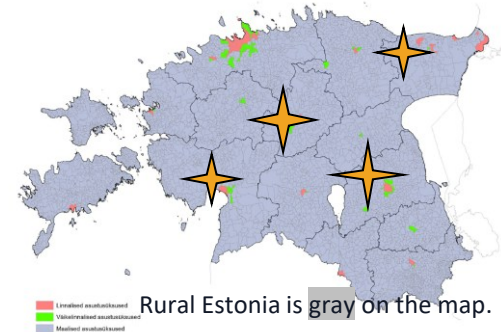 Linnalised asustusüksused
Väikelinnalised asustusüksused
Maalised asustusüksused
Rural Estonia is gray on the map.